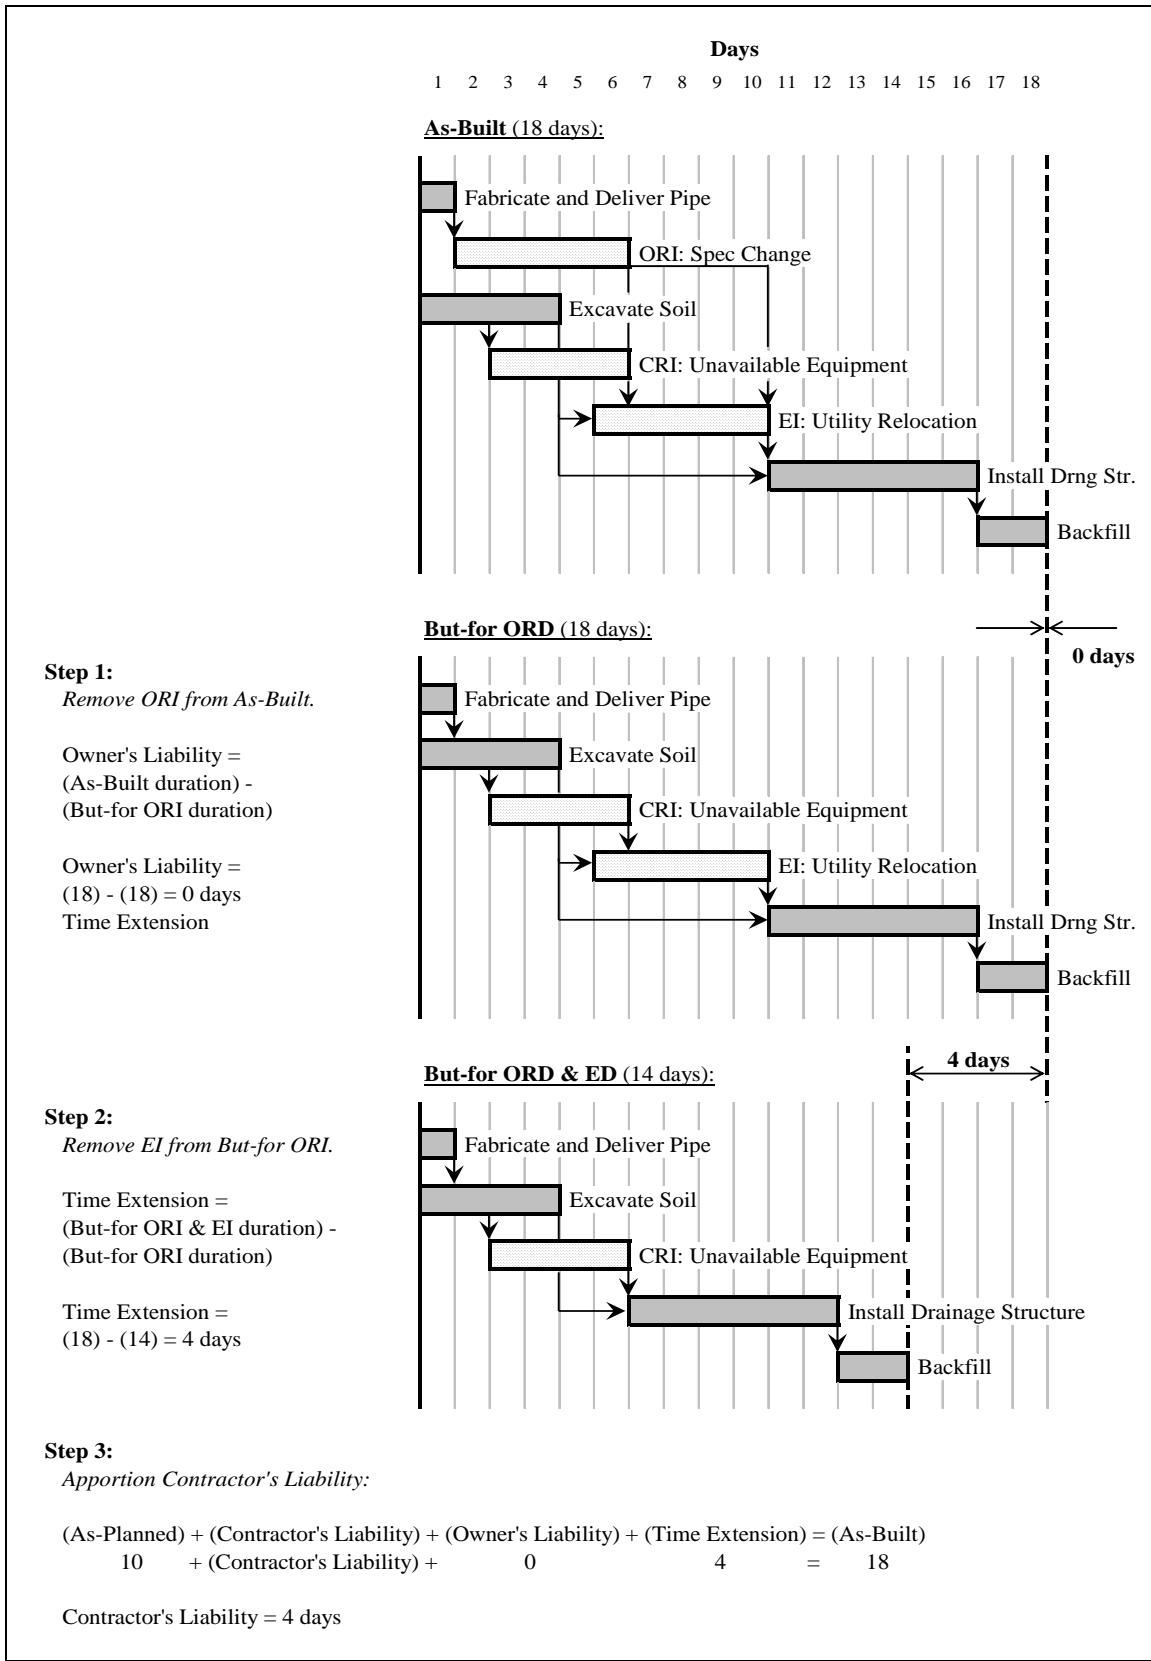 Days
1 2 3 4 5 6 7 8 9 10 11 12 13 14 15 16 17 18
As-Built (18 days):
Fabricate and Deliver Pipe
ORI: Spec Change
Excavate Soil
CRI: Unavailable Equipment
EI: Utility Relocation
Install Drng Str.
Backfill
But-for ORD (18 days):
0 days
Step 1:
Remove ORI from As-Built.
Owner's Liability =
(As-Built duration) -
(But-for ORI duration)
Owner's Liability =
(18) - (18) = 0 days
Time Extension
Fabricate and Deliver Pipe
Excavate Soil
CRI: Unavailable Equipment
EI: Utility Relocation
Install Drng Str.
Backfill
But-for ORD & ED (14 days):
4 days
Step 2:
Remove EI from But-for ORI.
Time Extension =
(But-for ORI & EI duration) -
(But-for ORI duration)
Time Extension =
(18) - (14) = 4 days
Fabricate and Deliver Pipe
Excavate Soil
CRI: Unavailable Equipment
Install Drainage Structure
Backfill
Step 3:
Apportion Contractor's Liability:
(As-Planned) + (Contractor's Liability) + (Owner's Liability) + (Time Extension) = (As-Built)
10 + (Contractor's Liability) + 0 4 = 18
Contractor's Liability = 4 days